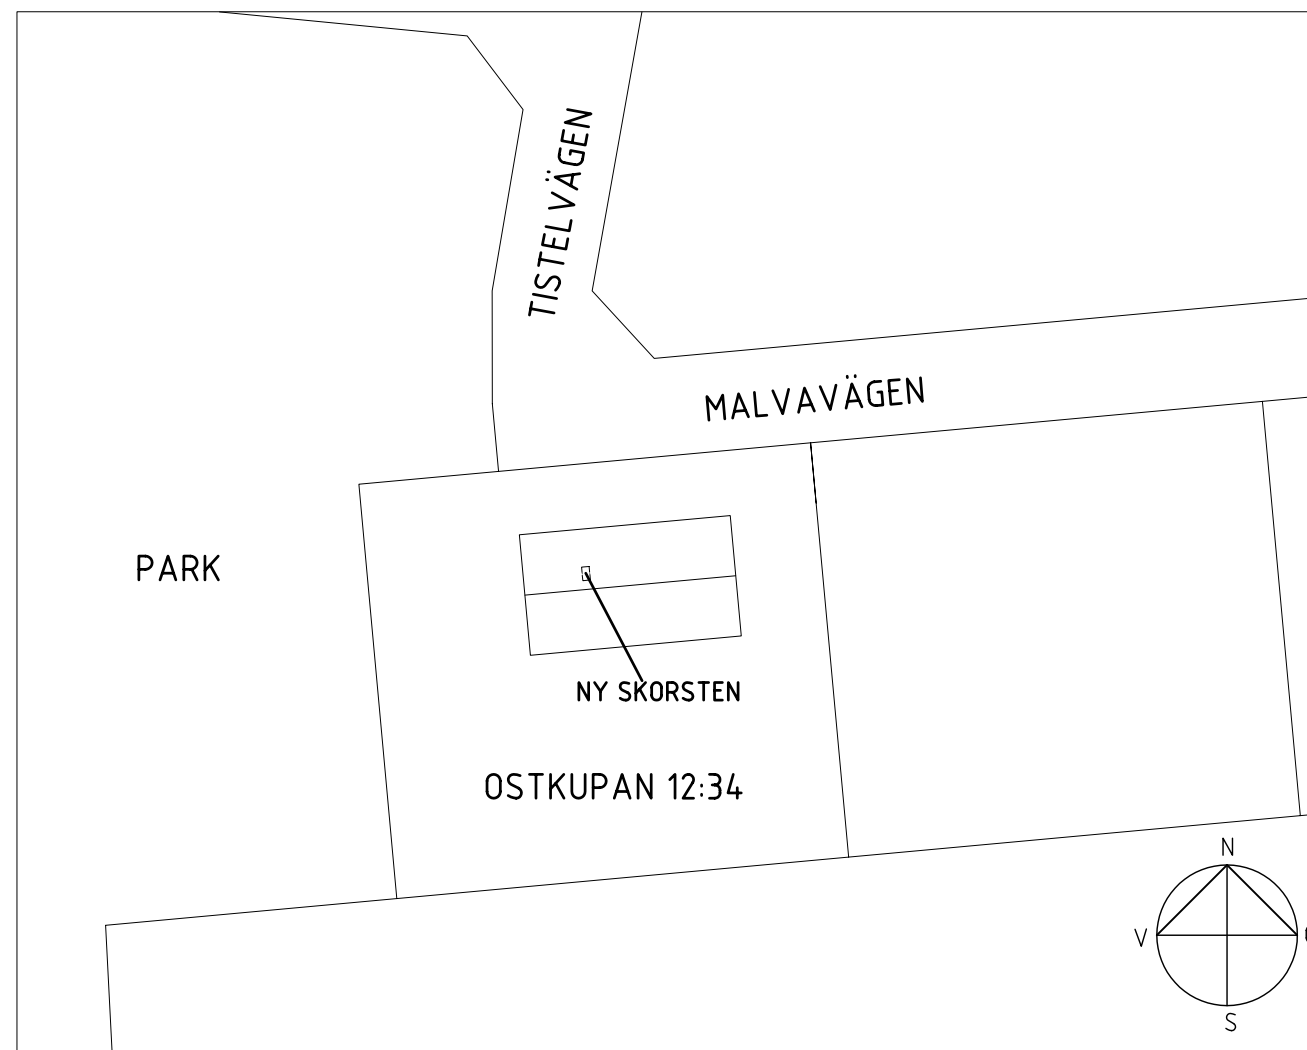 TISTELVÄGEN
MALVAVÄGEN
PARK
NY SKORSTEN
OSTKUPAN 12:34
N
V
S